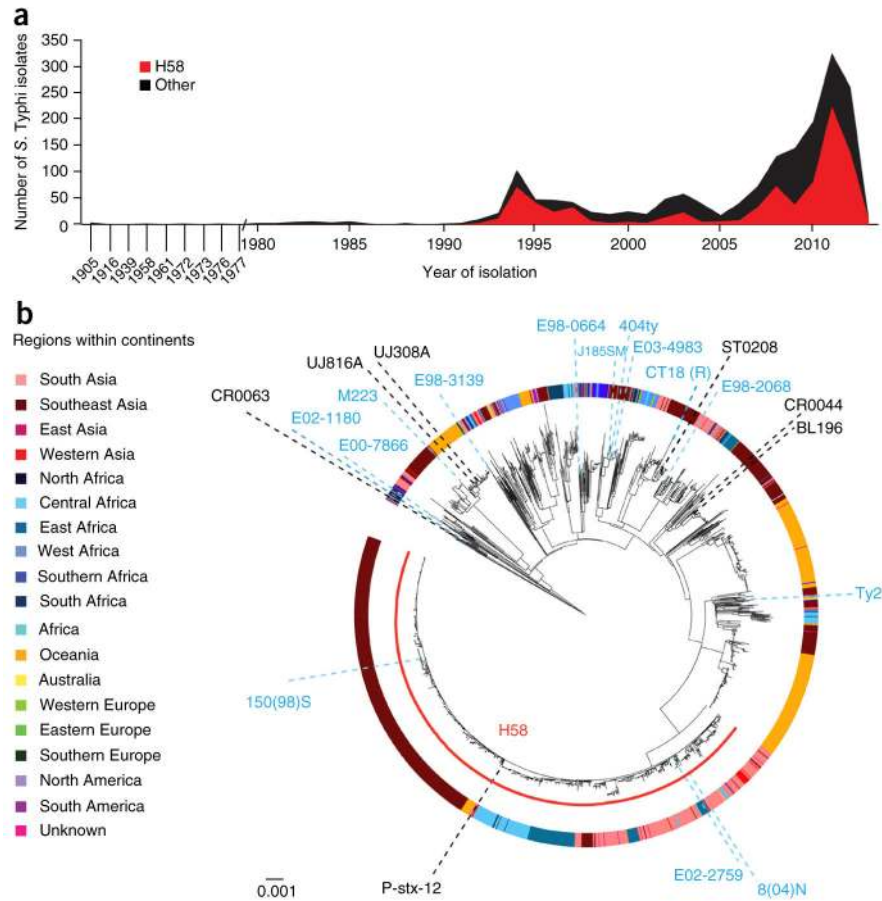 a
Number of S. Typhi isolates
350
300
250
200
150
100
50
0
H58
Other
1905
1916
1939
1958
1961
1972
1973
1976
1977
1980
1985
1990
1995
2000
2005
2010
Year of isolation
b
Regions within continents
South Asia
Southeast Asia
East Asia
Western Asia
North Africa
Central Africa
East Africa
West Africa
Southern Africa
South Africa
Africa
Oceania
Australia
Western Europe
Eastern Europe
Southern Europe
North America
South America
Unknown
CR0063
E00-7866
E02-1180
M223
UJ816A
UJ308A
E98-3139
E98-0664
J185SM
404ty
E03-4983
CT18 (R)
ST0208
E98-2068
CR0044
BL196
Ty2
150(98)S
H58
P-stx-12
E02-2759
8(04)N
0.001